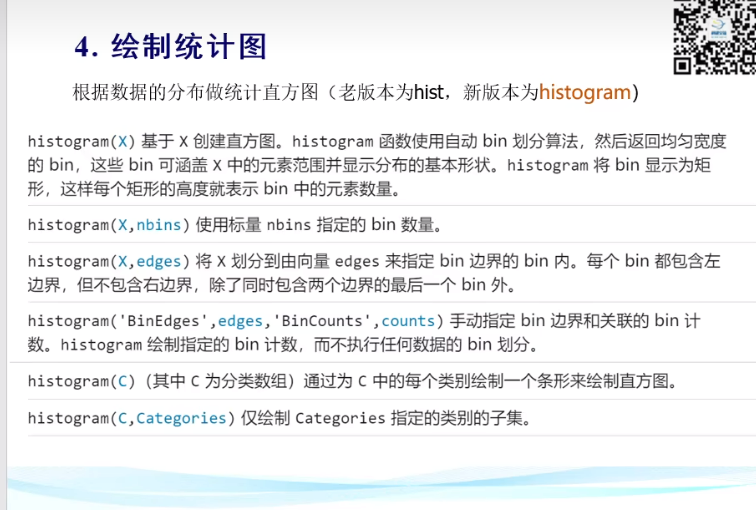 4. 绘制统计图
根据数据的分布做统计直方图（老版本为hist，新版本为histogram)
histogram(X) 基于 X 创建直方图。histogram 函数使用自动 bin 划分算法，然后返回均匀宽度
的 bin，这些 bin 可涵盖 X 中的元素范围并显示分布的基本形状。histogram 将 bin 显示为矩
形，这样每个矩形的高度就表示 bin 中的元素数量。
histogram(X,nbins) 使用标量 nbins 指定的 bin 数量。
histogram(X,edges) 将 X 划分到由向量 edges 来指定 bin 边界的 bin 内。每个 bin 都包含左
边界，但不包含右边界，除了同时包含两个边界的最后一个 bin 外。
histogram('BinEdges',edges,'BinCounts',counts) 手动指定 bin 边界和关联的 bin 计
数。histogram 绘制指定的 bin 计数，而不执行任何数据的 bin 划分。
histogram(C)（其中 C 为分类数组）通过为 C 中的每个类别绘制一个条形来绘制直方图。
histogram(C,Categories) 仅绘制 Categories 指定的类别的子集。